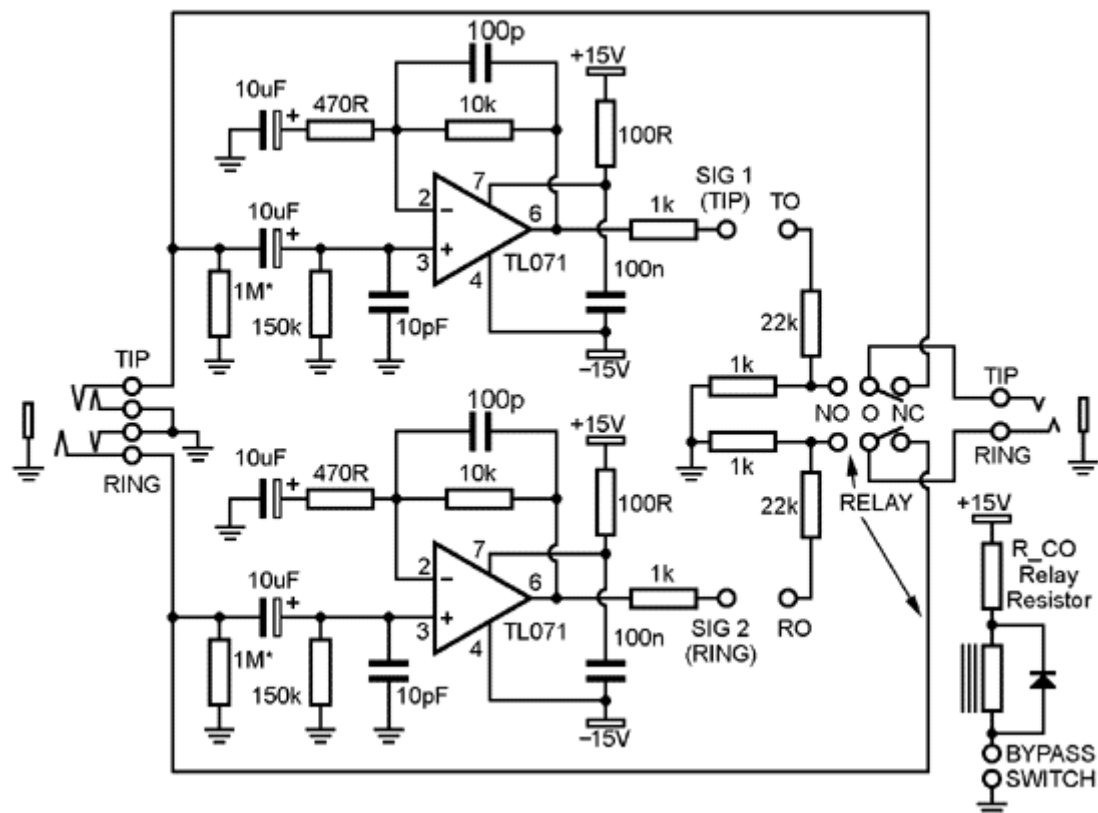 100p
+15V
10uF
+
470R
10k
100R
2
−
7
6
SIG 1
(TIP)
TO
1k
10uF
+
+
3
4
TL071
100n
1M*
150k
10pF
22k
−15V
1k
TIP
NO
O
NC
TIP
RING
100p
+15V
1k
RING
10uF
+
470R
10k
100R
22k
RELAY
+15V
2
−
7
6
R_CO
Relay
Resistor
10uF
+
+
3
4
TL071
1k
SIG 2
(RING)
RO
100n
1M*
150k
10pF
−15V
BYPASS
SWITCH